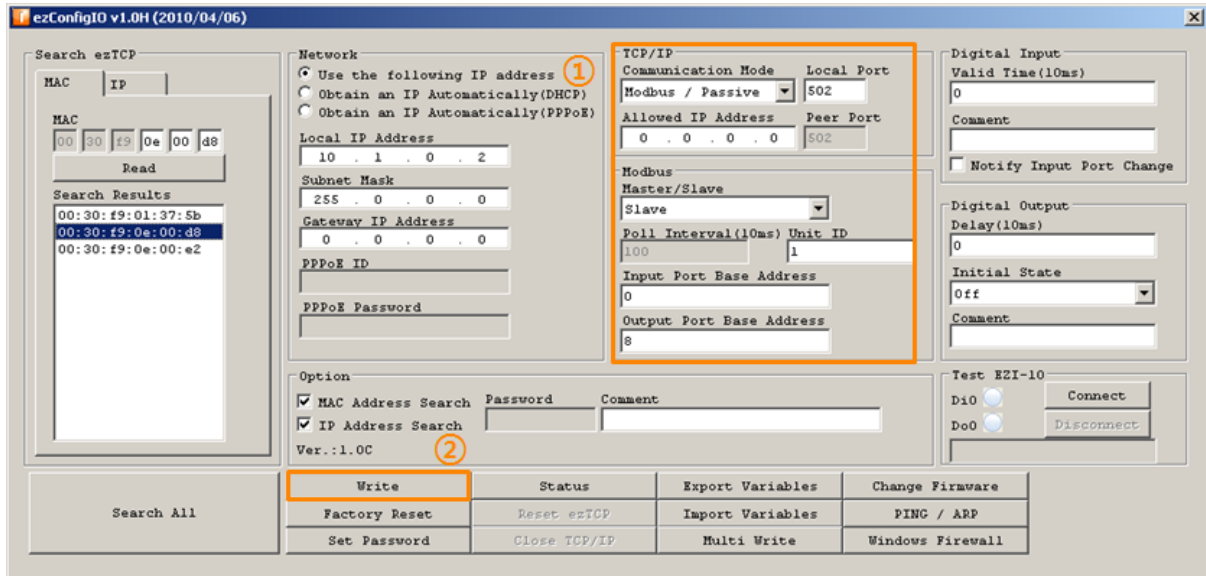 ezConfigIO v1.0H (2010/04/06)
Search ezTCP
MAC IP
MAC
00 30 f9 0e 00 d8
Read
Search Results
00:30:f9:01:37:5b
00:30:f9:0e:00:d8
00:30:f9:0e:00:e2
Network
Use the following IP address
Obtain an IP Automatically(DHCP)
Obtain an IP Automatically(PPPoE)
Local IP Address
10 . 1 . 0 . 2
Subnet Mask
255 . 0 . 0 . 0
Gateway IP Address
0 . 0 . 0 . 0
PPPoE ID
PPPoE Password
①
TCP/IP
Communication Mode Local Port
Modbus / Passive 502
Allowed IP Address Peer Port
0 . 0 . 0 . 0 502
Modbus
Master/Slave
Slave
Poll Interval(10ms) Unit ID
100 1
Input Port Base Address
0
Output Port Base Address
8
Digital Input
Valid Time(10ms)
0
Comment
Notify Input Port Change
Digital Output
Delay(10ms)
0
Initial State
Off
Comment
Option
MAC Address Search Password Comment
IP Address Search
Ver.:1.0C
②
Test EZI-10
Di0 Connect
Do0 Disconnect
Search All
Write Status Export Variables Change Firmware
Factory Reset Reset ezTCP Import Variables PING / ARP
Set Password Close TCP/IP Multi Write Windows Firewall